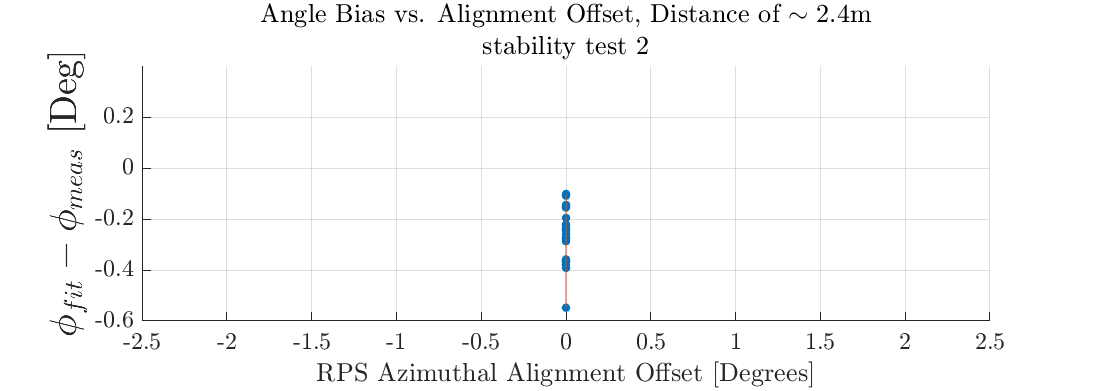 Angle Bias vs. Alignment Offset, Distance of ∼ 2.4m
stability test 2
ϕ_fit − ϕ_meas [Deg]
0.2
0
-0.2
-0.4
-0.6
-2.5 -2 -1.5 -1 -0.5 0 0.5 1 1.5 2 2.5
RPS Azimuthal Alignment Offset [Degrees]